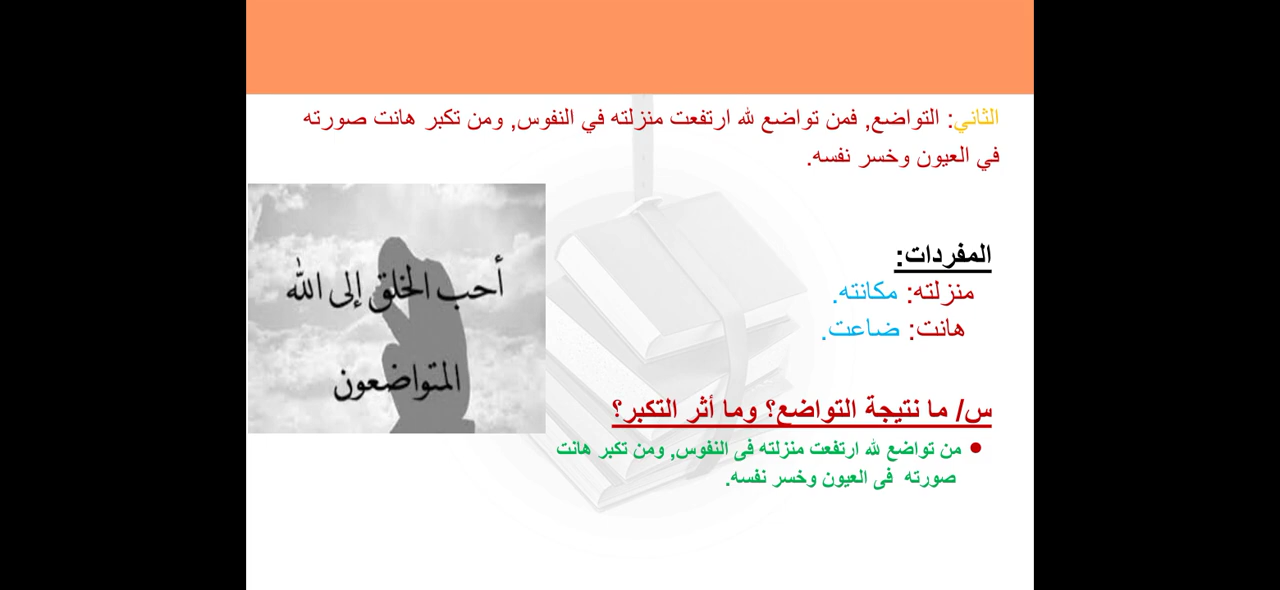 الثاني: التواضع, فمن تواضع لله ارتفعت منزلته في النفوس, ومن تكبر هانت صورته
في العيون وخسر نفسه.
المفردات:
منزلته: مكانته.
هانت: ضاعت.
أحب الخلق إلى الله
المتواضعون
س/ ما نتيجة التواضع؟ وما أثر التكبر؟
• من تواضع لله ارتفعت منزلته فى النفوس, ومن تكبر هانت
صورته فى العيون وخسر نفسه.